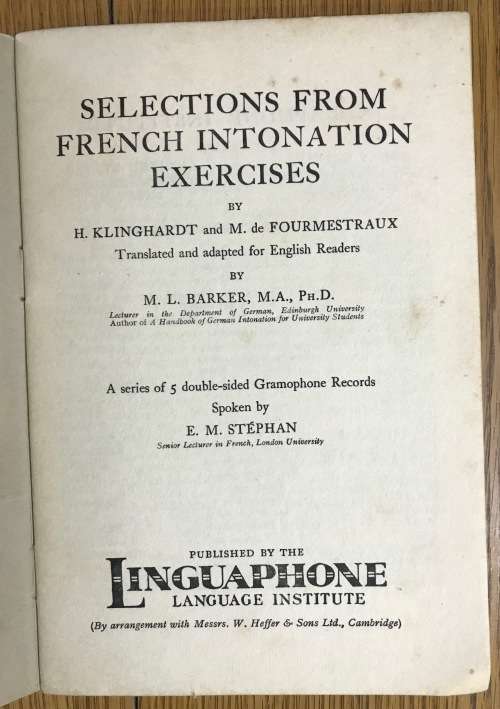 SELECTIONS FROM
FRENCH INTONATION
EXERCISES
BY
H. KLINGHARDT and M. de FOURMESTRAUX
Translated and adapted for English Readers
BY
M. L. BARKER, M.A., PH.D.
Lecturer in the Department of German, Edinburgh University
Author of A Handbook of German Intonation for University Students
A series of 5 double-sided Gramophone Records
Spoken by
E. M. STÉPHAN
Senior Lecturer in French, London University
PUBLISHED BY THE
LINGUAPHONE
LANGUAGE INSTITUTE
(By arrangement with Messrs. W. Heffer & Sons Ltd., Cambridge)